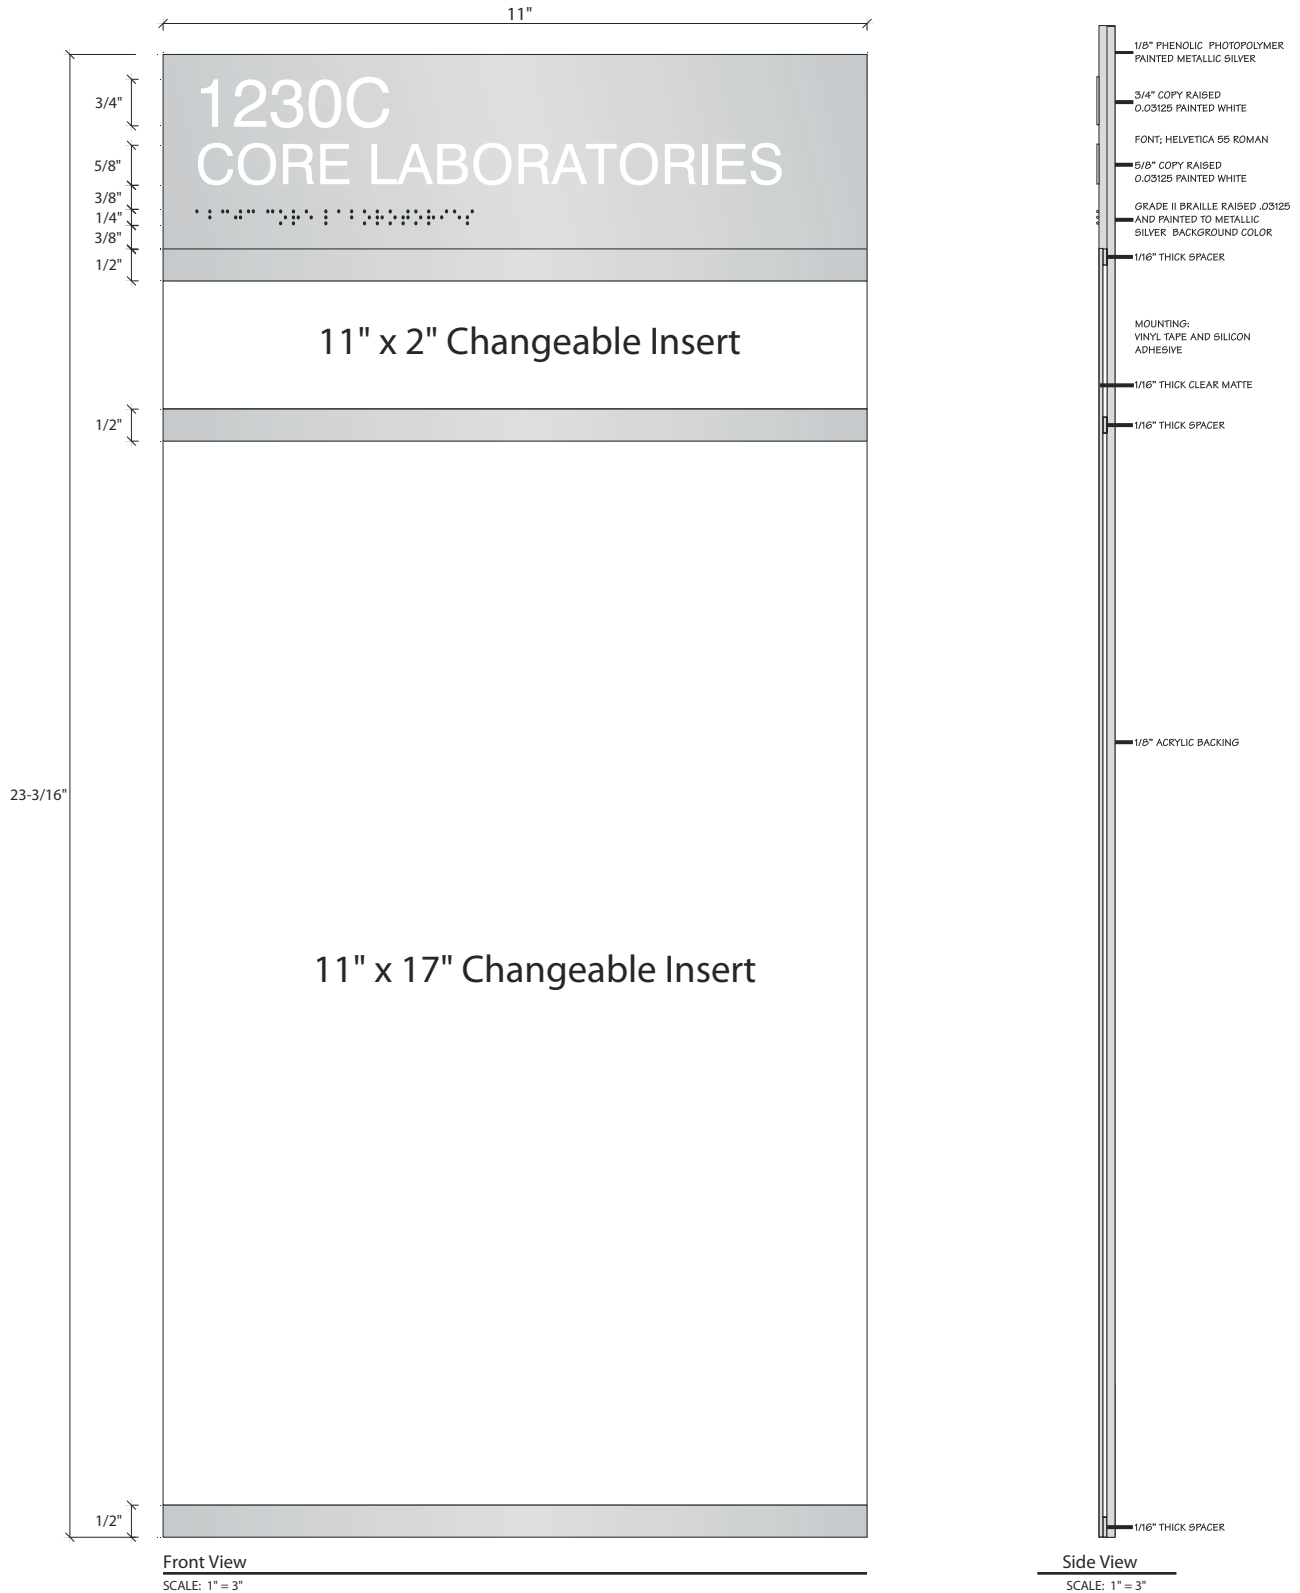 11"
3/4"
5/8"
3/8"
1/4"
3/8"
1/2"
1/2"
23-3/16"
1/2"
1230C
CORE LABORATORIES
11" x 2" Changeable Insert
11" x 17" Changeable Insert
Front View
SCALE: 1" = 3"
1/8" PHENOLIC PHOTOPOLYMER
PAINTED METALLIC SILVER
3/4" COPY RAISED
0.03125 PAINTED WHITE
FONT; HELVETICA 55 ROMAN
5/8" COPY RAISED
0.03125 PAINTED WHITE
GRADE II BRAILLE RAISED .03125
AND PAINTED TO METALLIC
SILVER BACKGROUND COLOR
1/16" THICK SPACER
MOUNTING:
VINYL TAPE AND SILICON
ADHESIVE
1/16" THICK CLEAR MATTE
1/16" THICK SPACER
1/8" ACRYLIC BACKING
1/16" THICK SPACER
Side View
SCALE: 1" = 3"